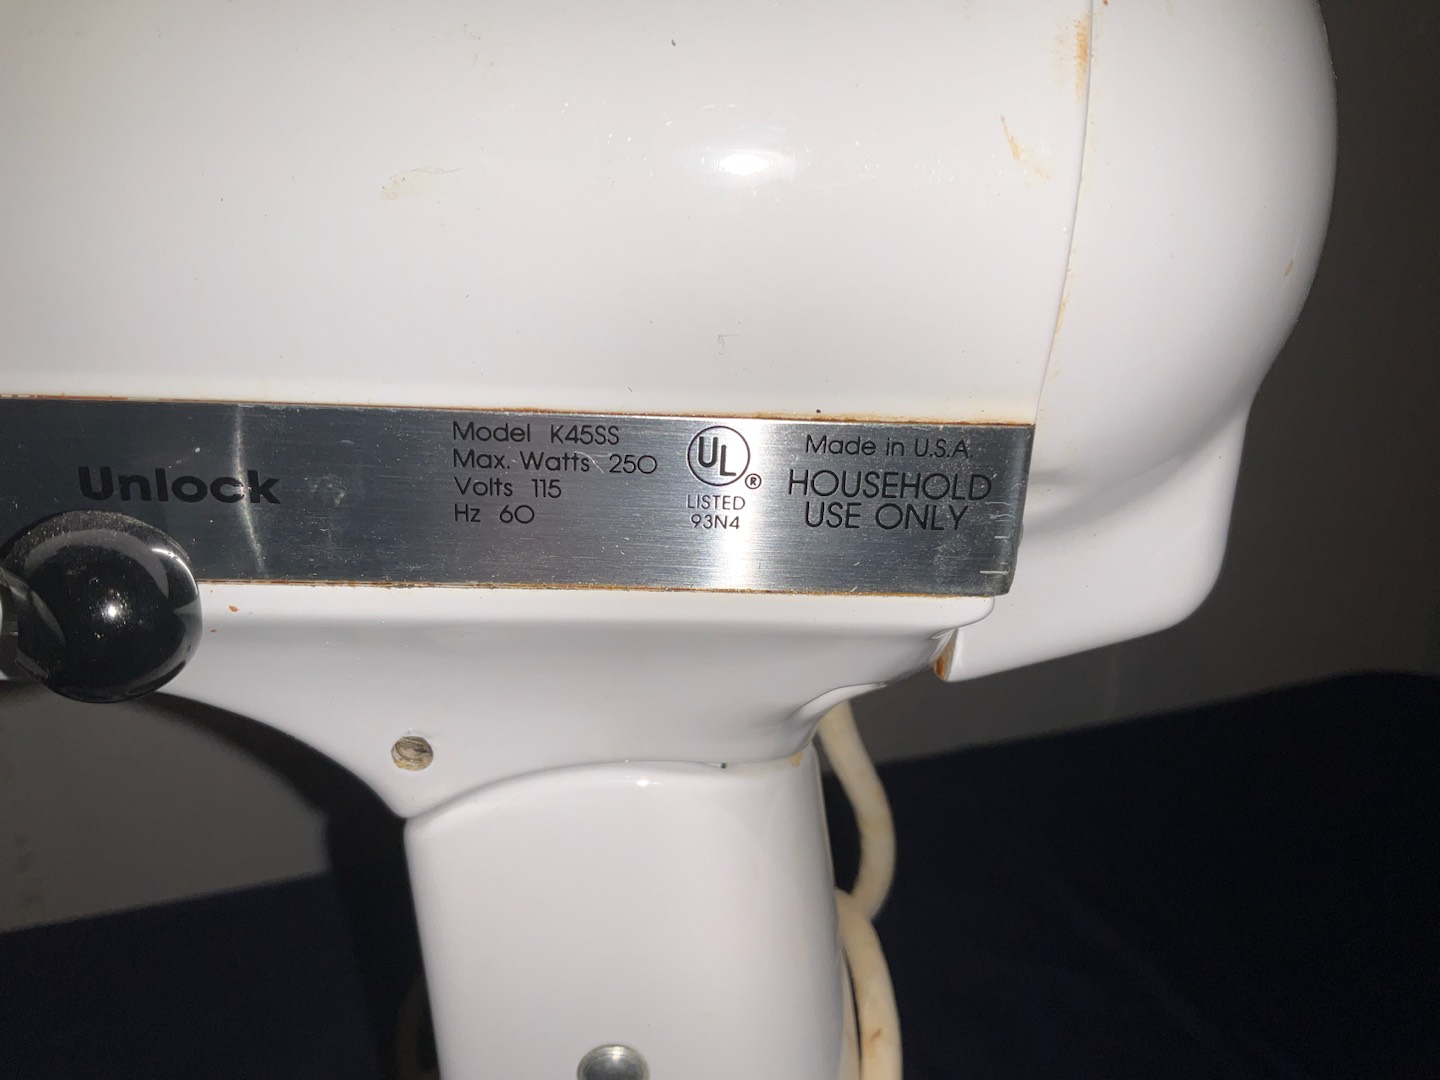 Unlock
Model K45SS
Max. Watts 250
Volts 115
Hz 60
UL
®
LISTED
93N4
Made in U.S.A.
HOUSEHOLD
USE ONLY